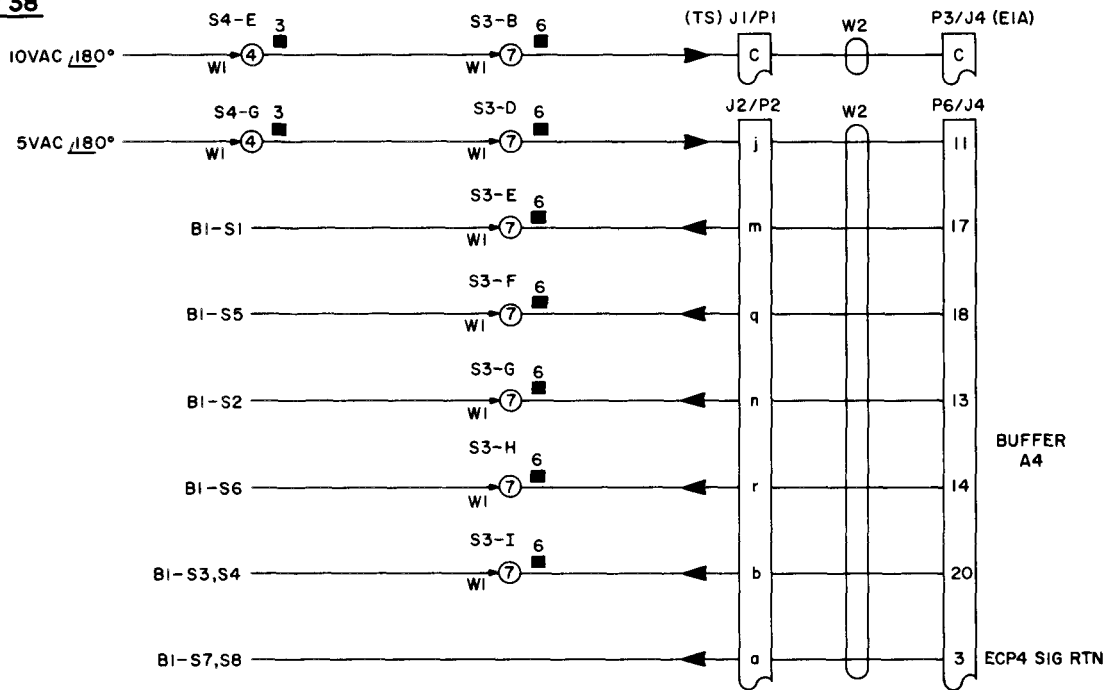 38
S4-E 3 S3-B 6 (TS) J1/P1 W2 P3/J4 (EIA)
10VAC /180° W1 4 W1 7 C C
S4-G 3 S3-D 6 J2/P2 W2 P6/J4
5VAC /180° W1 4 W1 7 j 11
S3-E 6
B1-S1 W1 7 m 17
S3-F 6
B1-S5 W1 7 q 18
S3-G 6
B1-S2 W1 7 n 13
BUFFER
A4
S3-H 6
B1-S6 W1 7 r 14
S3-I 6
B1-S3,S4 W1 7 b 20
B1-S7,S8 a 3 ECP4 SIG RTN